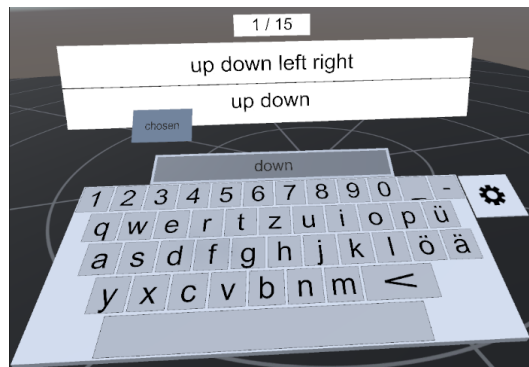 1 / 15
up down left right
up down
chosen
down
1 2 3 4 5 6 7 8 9 0 _ -
q w e r t z u i o p ü
a s d f g h j k l ö ä
y x c v b n m <